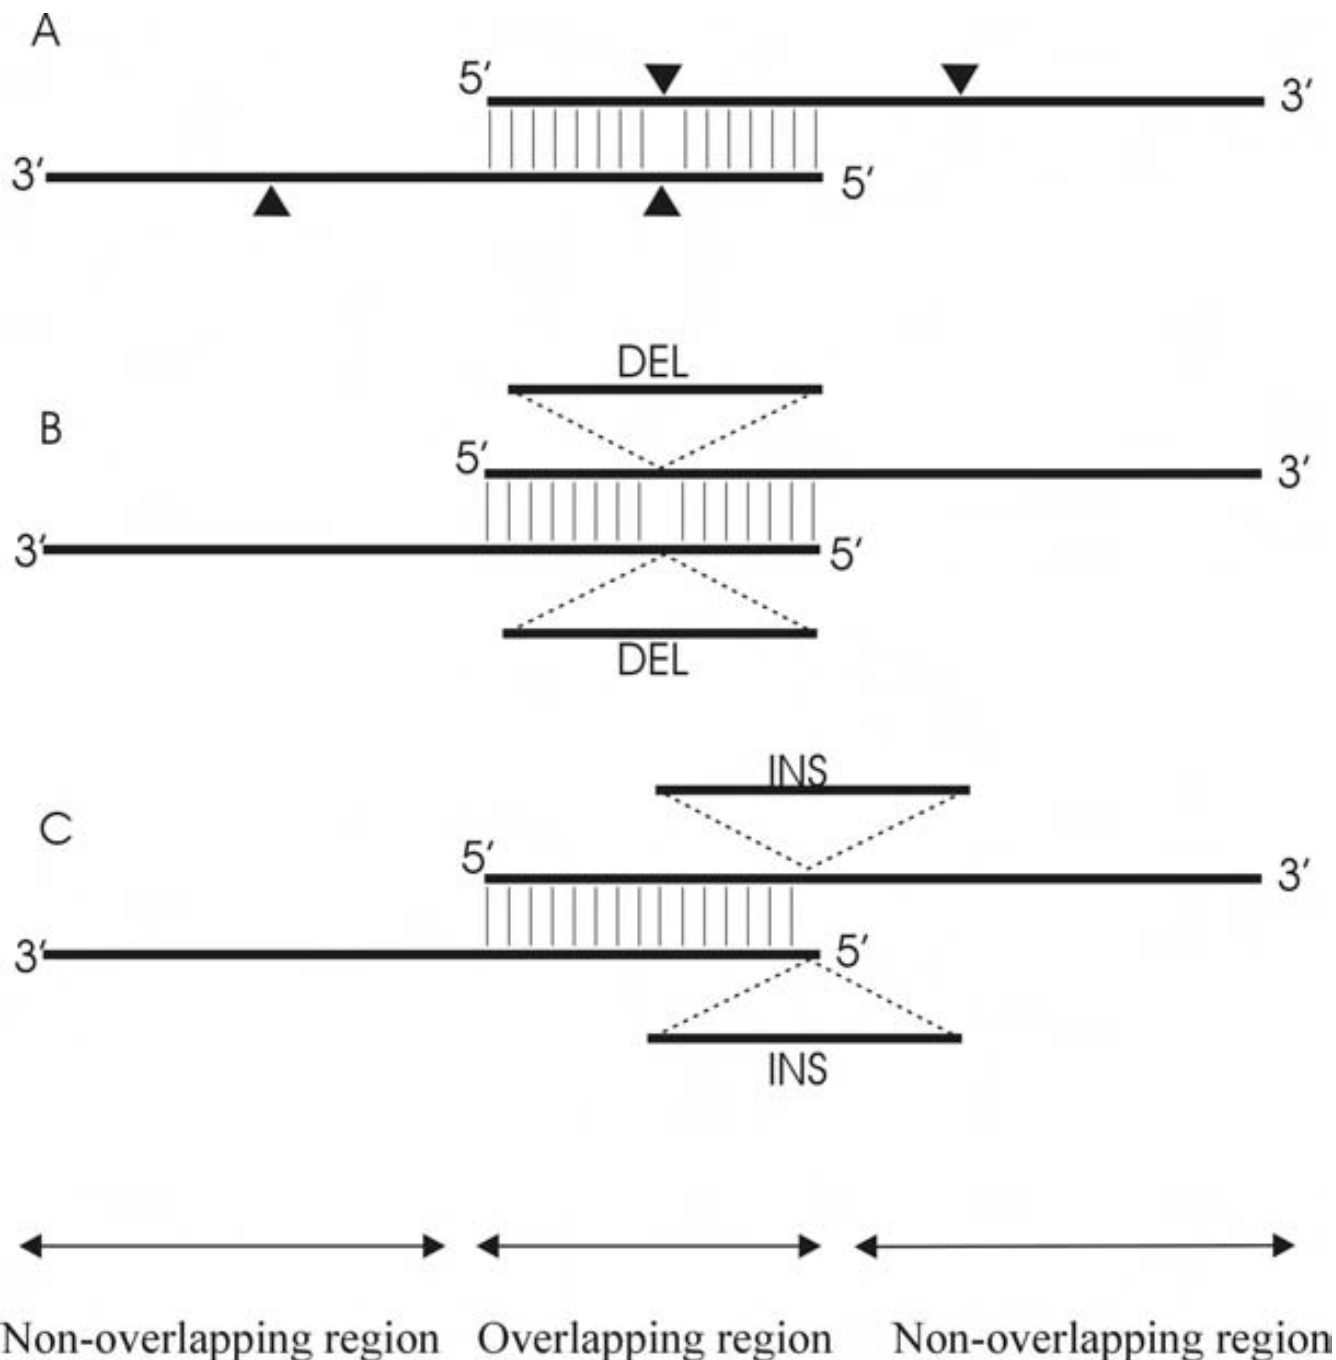 A
5′
3′
3′
5′
DEL
B
5′
3′
3′
5′
DEL
INS
C
5′
3′
3′
5′
INS
Non-overlapping region Overlapping region Non-overlapping region